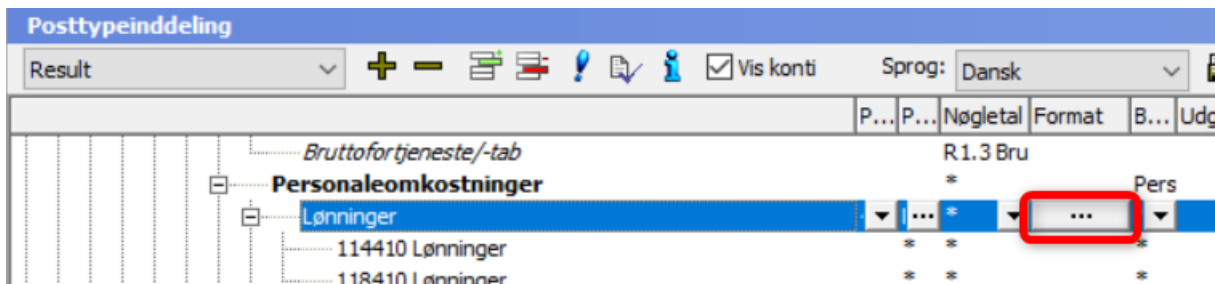 Posttypeinddeling
Result Vis konti Sprog: Dansk
P... P... Nøgletal Format B... Udg
Bruttofortjeneste/-tab R1.3 Bru
Personaleomkostninger * Pers
Lønninger * ...
114410 Lønninger * * *
118410 Lønninger * * *